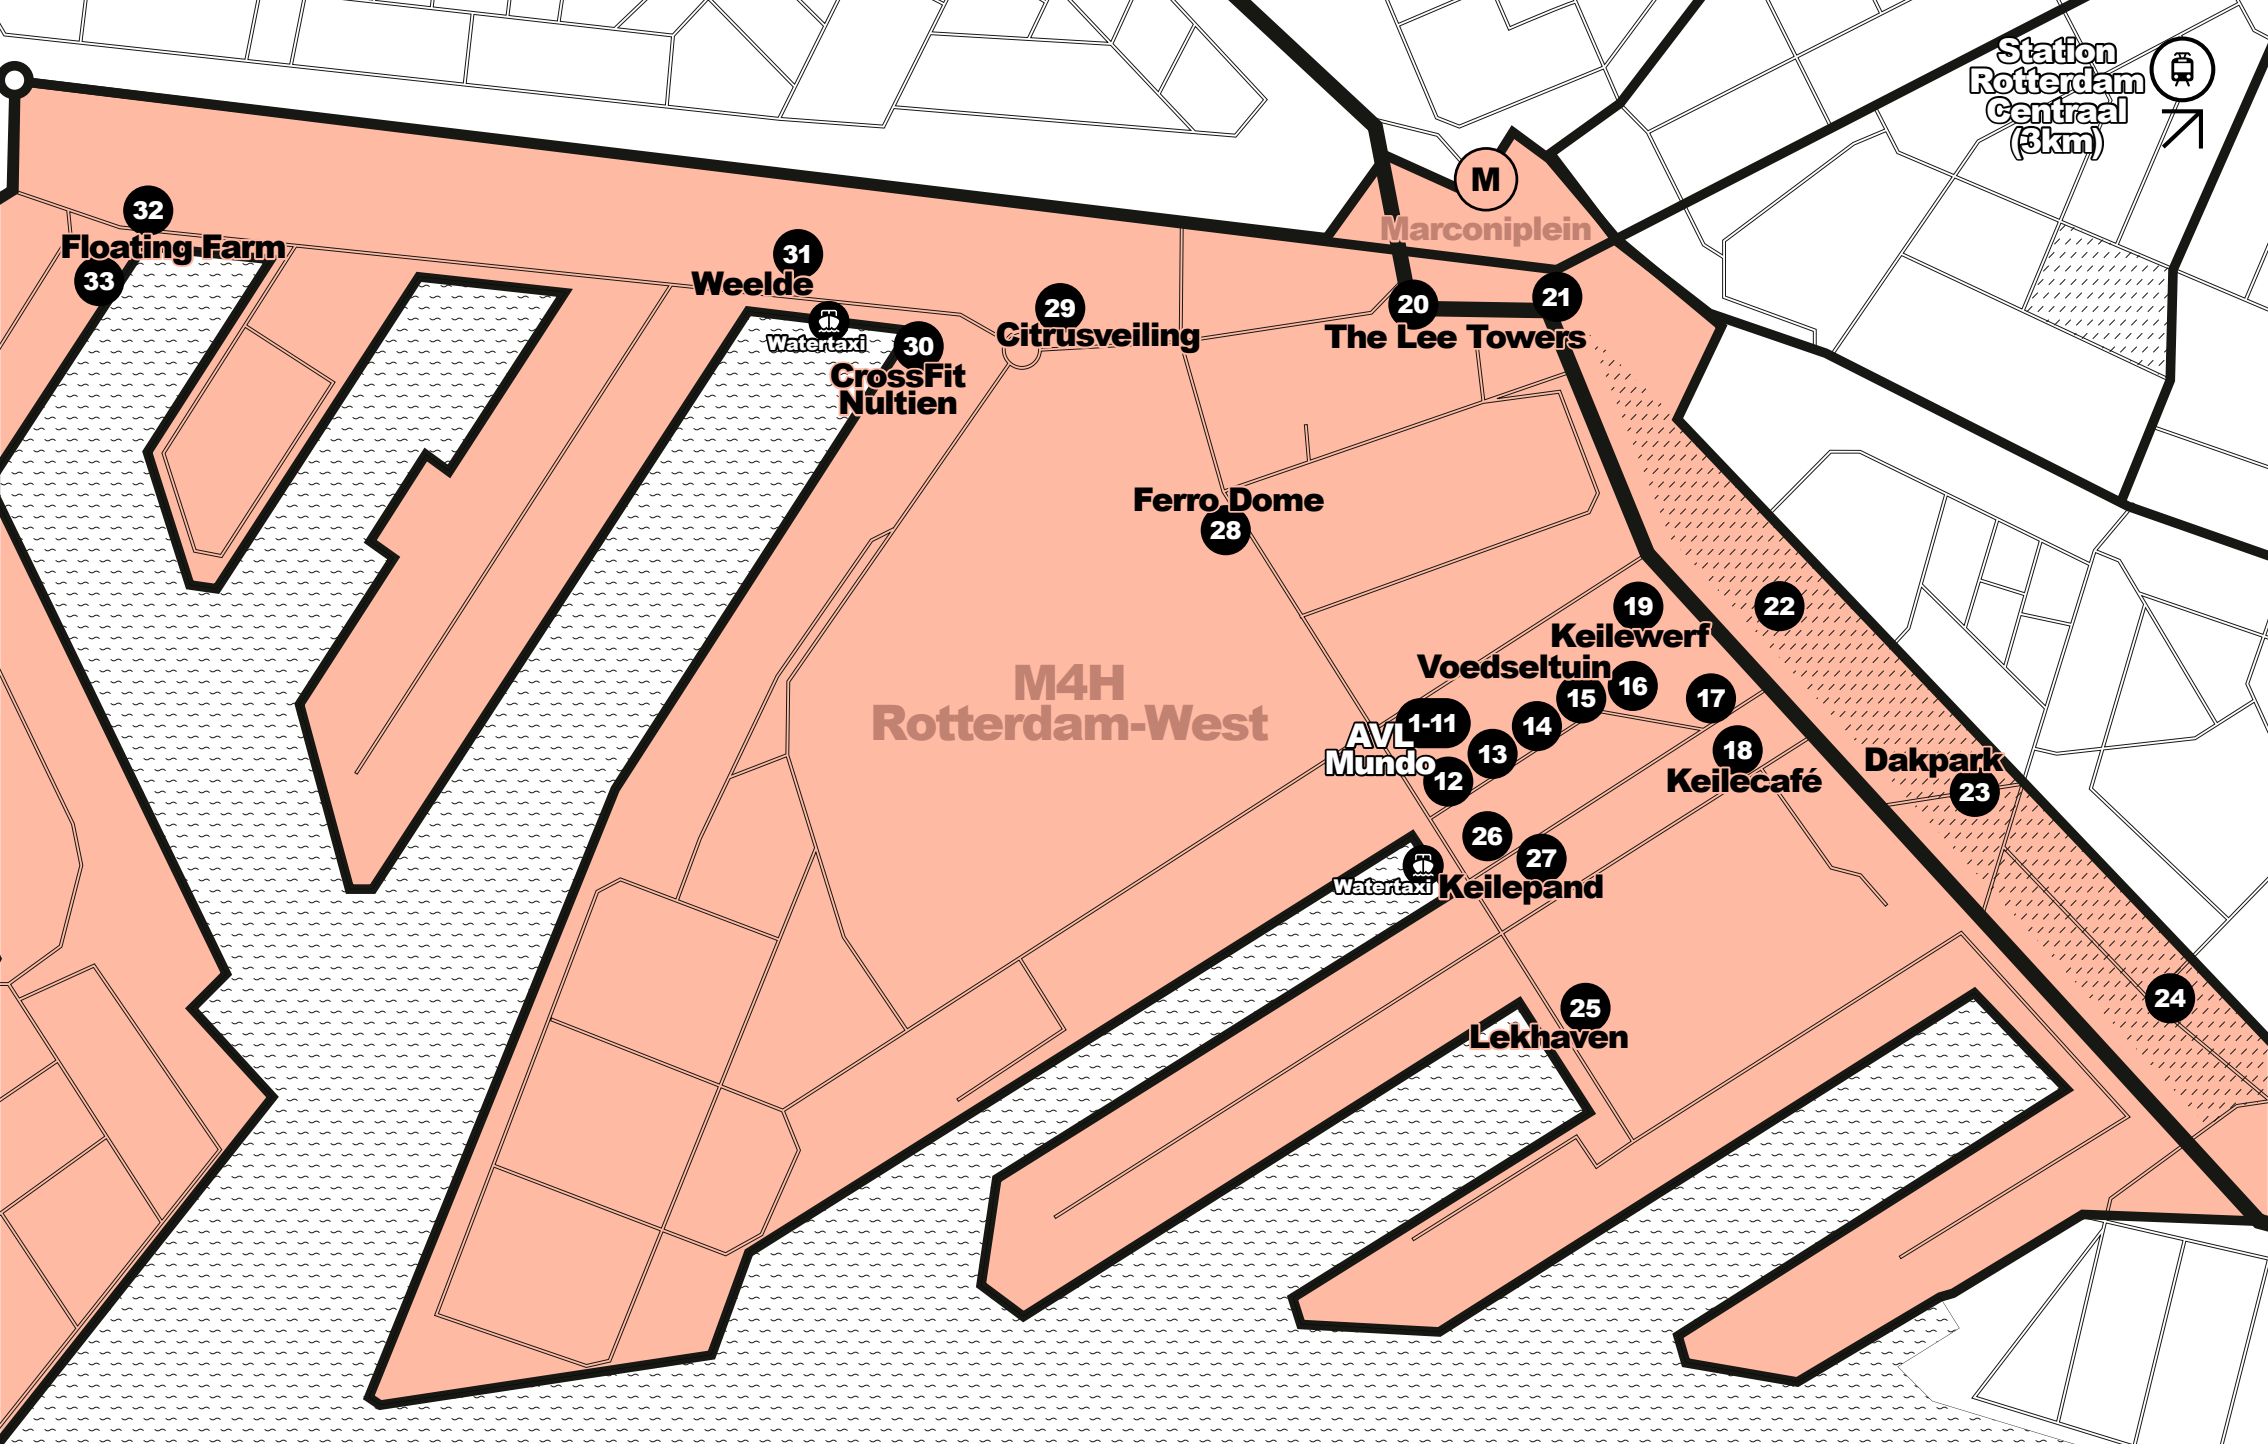 Station
Rotterdam
Centraal
(3km)
M
Marconiplein
32
Floating Farm
33
31
Weelde
Watertaxi
30
CrossFit
Nultien
29
Citrusveiling
20
21
The Lee Towers
Ferro Dome
28
19
Keilewerf
22
Voedseltuin
15
16
17
M4H
Rotterdam-West
1-11
AVL
Mundo
14
13
12
18
Keilecafé
Dakpark
23
26
27
Watertaxi
Keilepand
24
25
Lekhaven